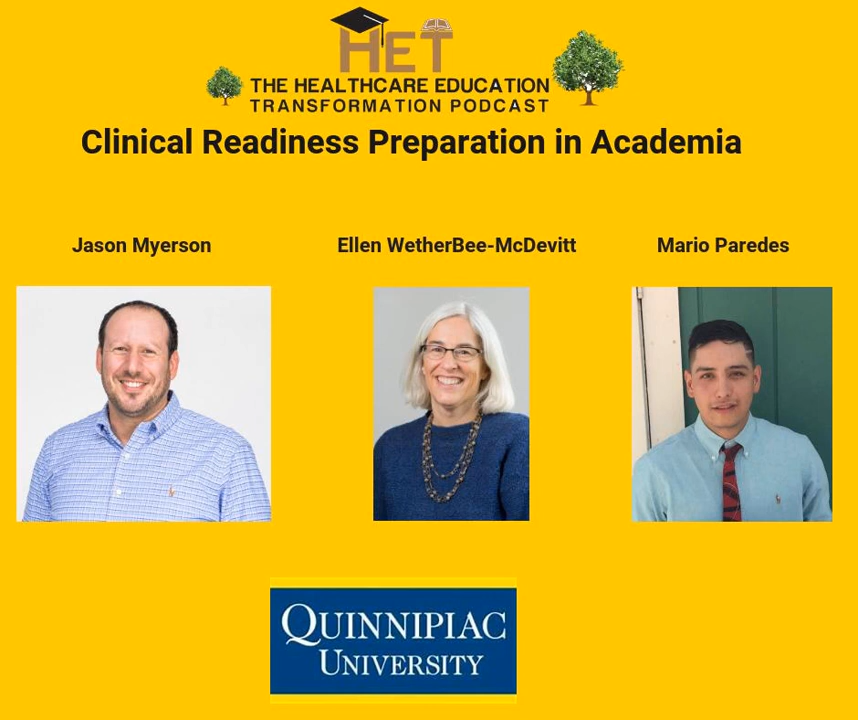 HET
THE HEALTHCARE EDUCATION
TRANSFORMATION PODCAST
Clinical Readiness Preparation in Academia
Jason Myerson
Ellen WetherBee-McDevitt
Mario Paredes
QUINNIPIAC
UNIVERSITY